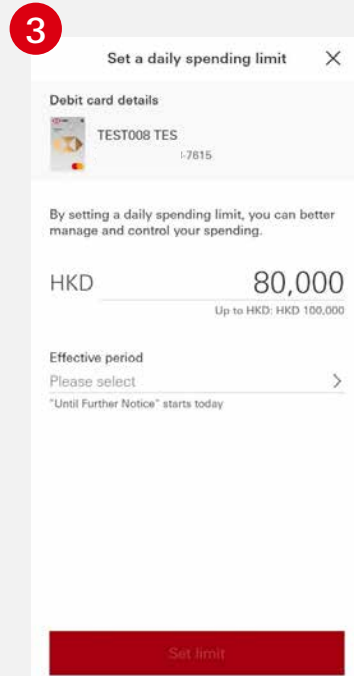 3
Set a daily spending limit
Debit card details
TEST008 TES
-7615
By setting a daily spending limit, you can better
manage and control your spending.
HKD 80,000
Up to HKD: HKD 100,000
Effective period
Please select
"Until Further Notice" starts today
Set limit